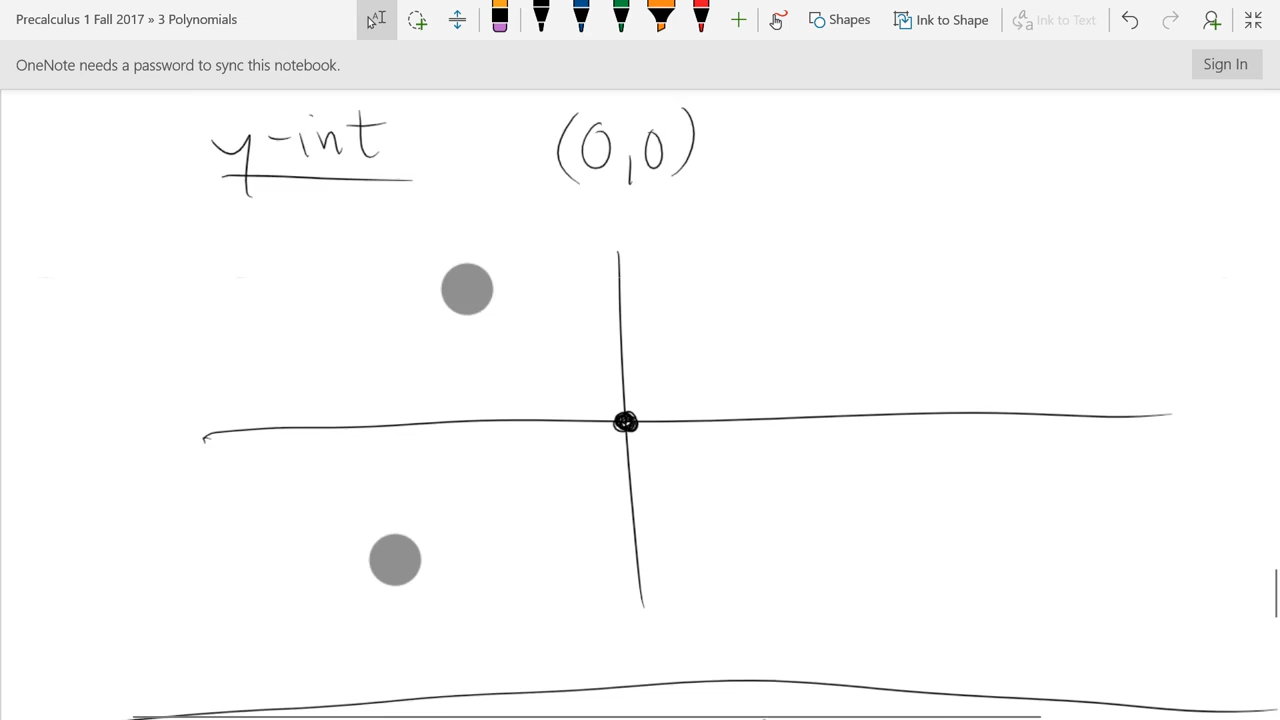 Precalculus 1 Fall 2017 » 3 Polynomials
Shapes
Ink to Shape
Ink to Text
OneNote needs a password to sync this notebook.
Sign In
y-int (0,0)